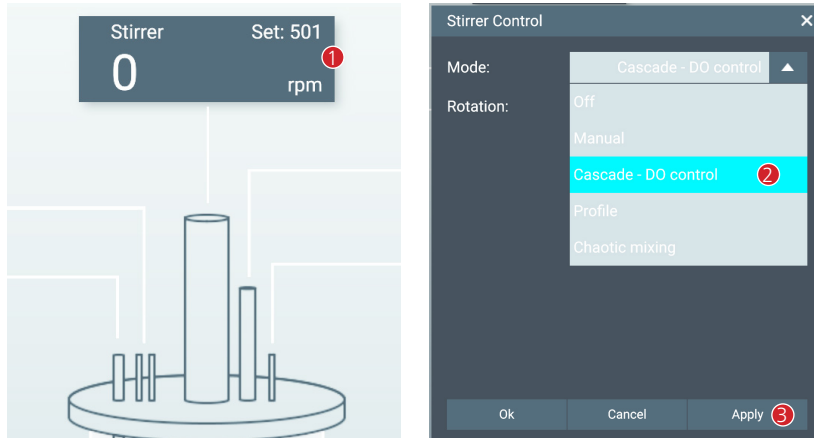 Stirrer Set: 501
1
0 rpm
Stirrer Control
Mode: Cascade - DO control
Rotation:
Off
Manual
Cascade - DO control 2
Profile
Chaotic mixing
Ok Cancel Apply 3